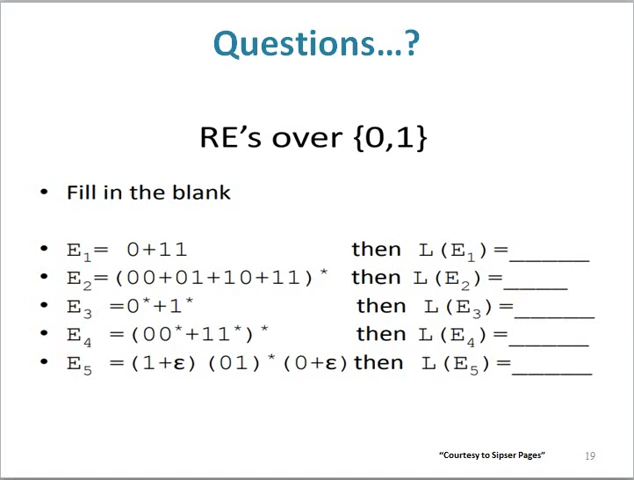 Questions…?
RE's over {0,1}
• Fill in the blank
• E₁= 0+11 then L(E₁)=______
• E₂=(00+01+10+11)* then L(E₂)=_____
• E₃ =0*+1* then L(E₃)=______
• E₄ =(00*+11*)* then L(E₄)=______
• E₅ =(1+ε)(01)*(0+ε) then L(E₅)=______
"Courtesy to Sipser Pages" 19